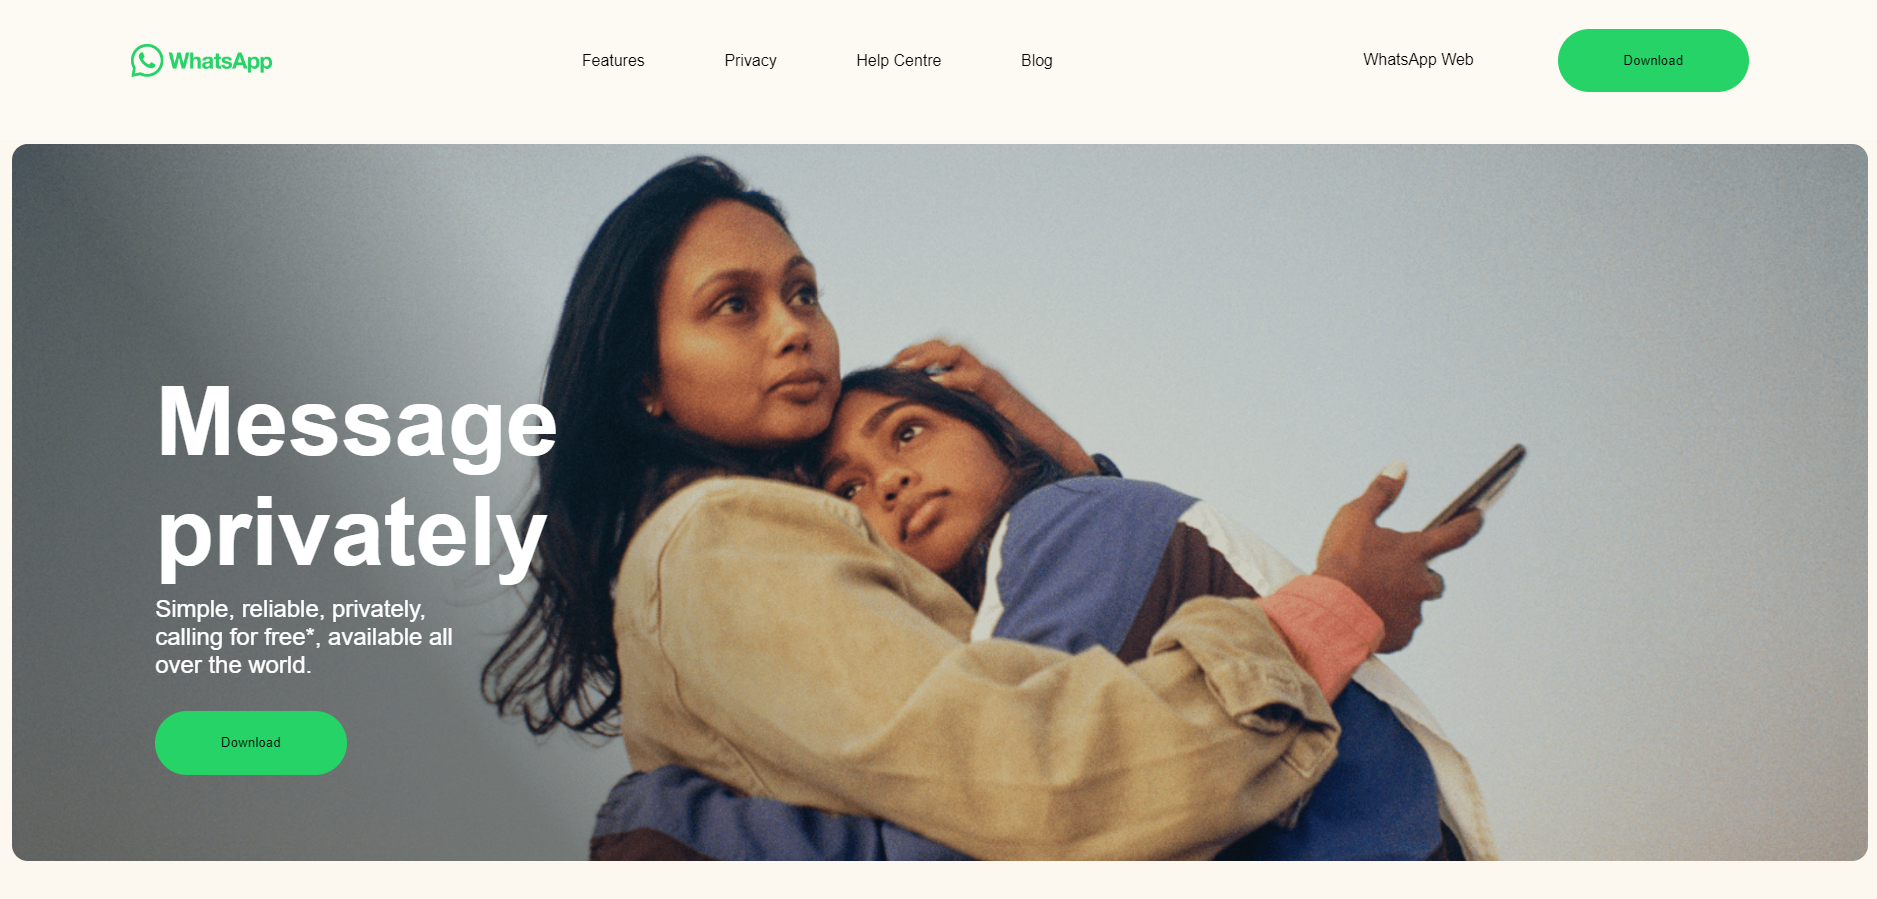 WhatsApp
Features
Privacy
Help Centre
Blog
WhatsApp Web
Download
Message
privately
Simple, reliable, privately,
calling for free*, available all
over the world.
Download